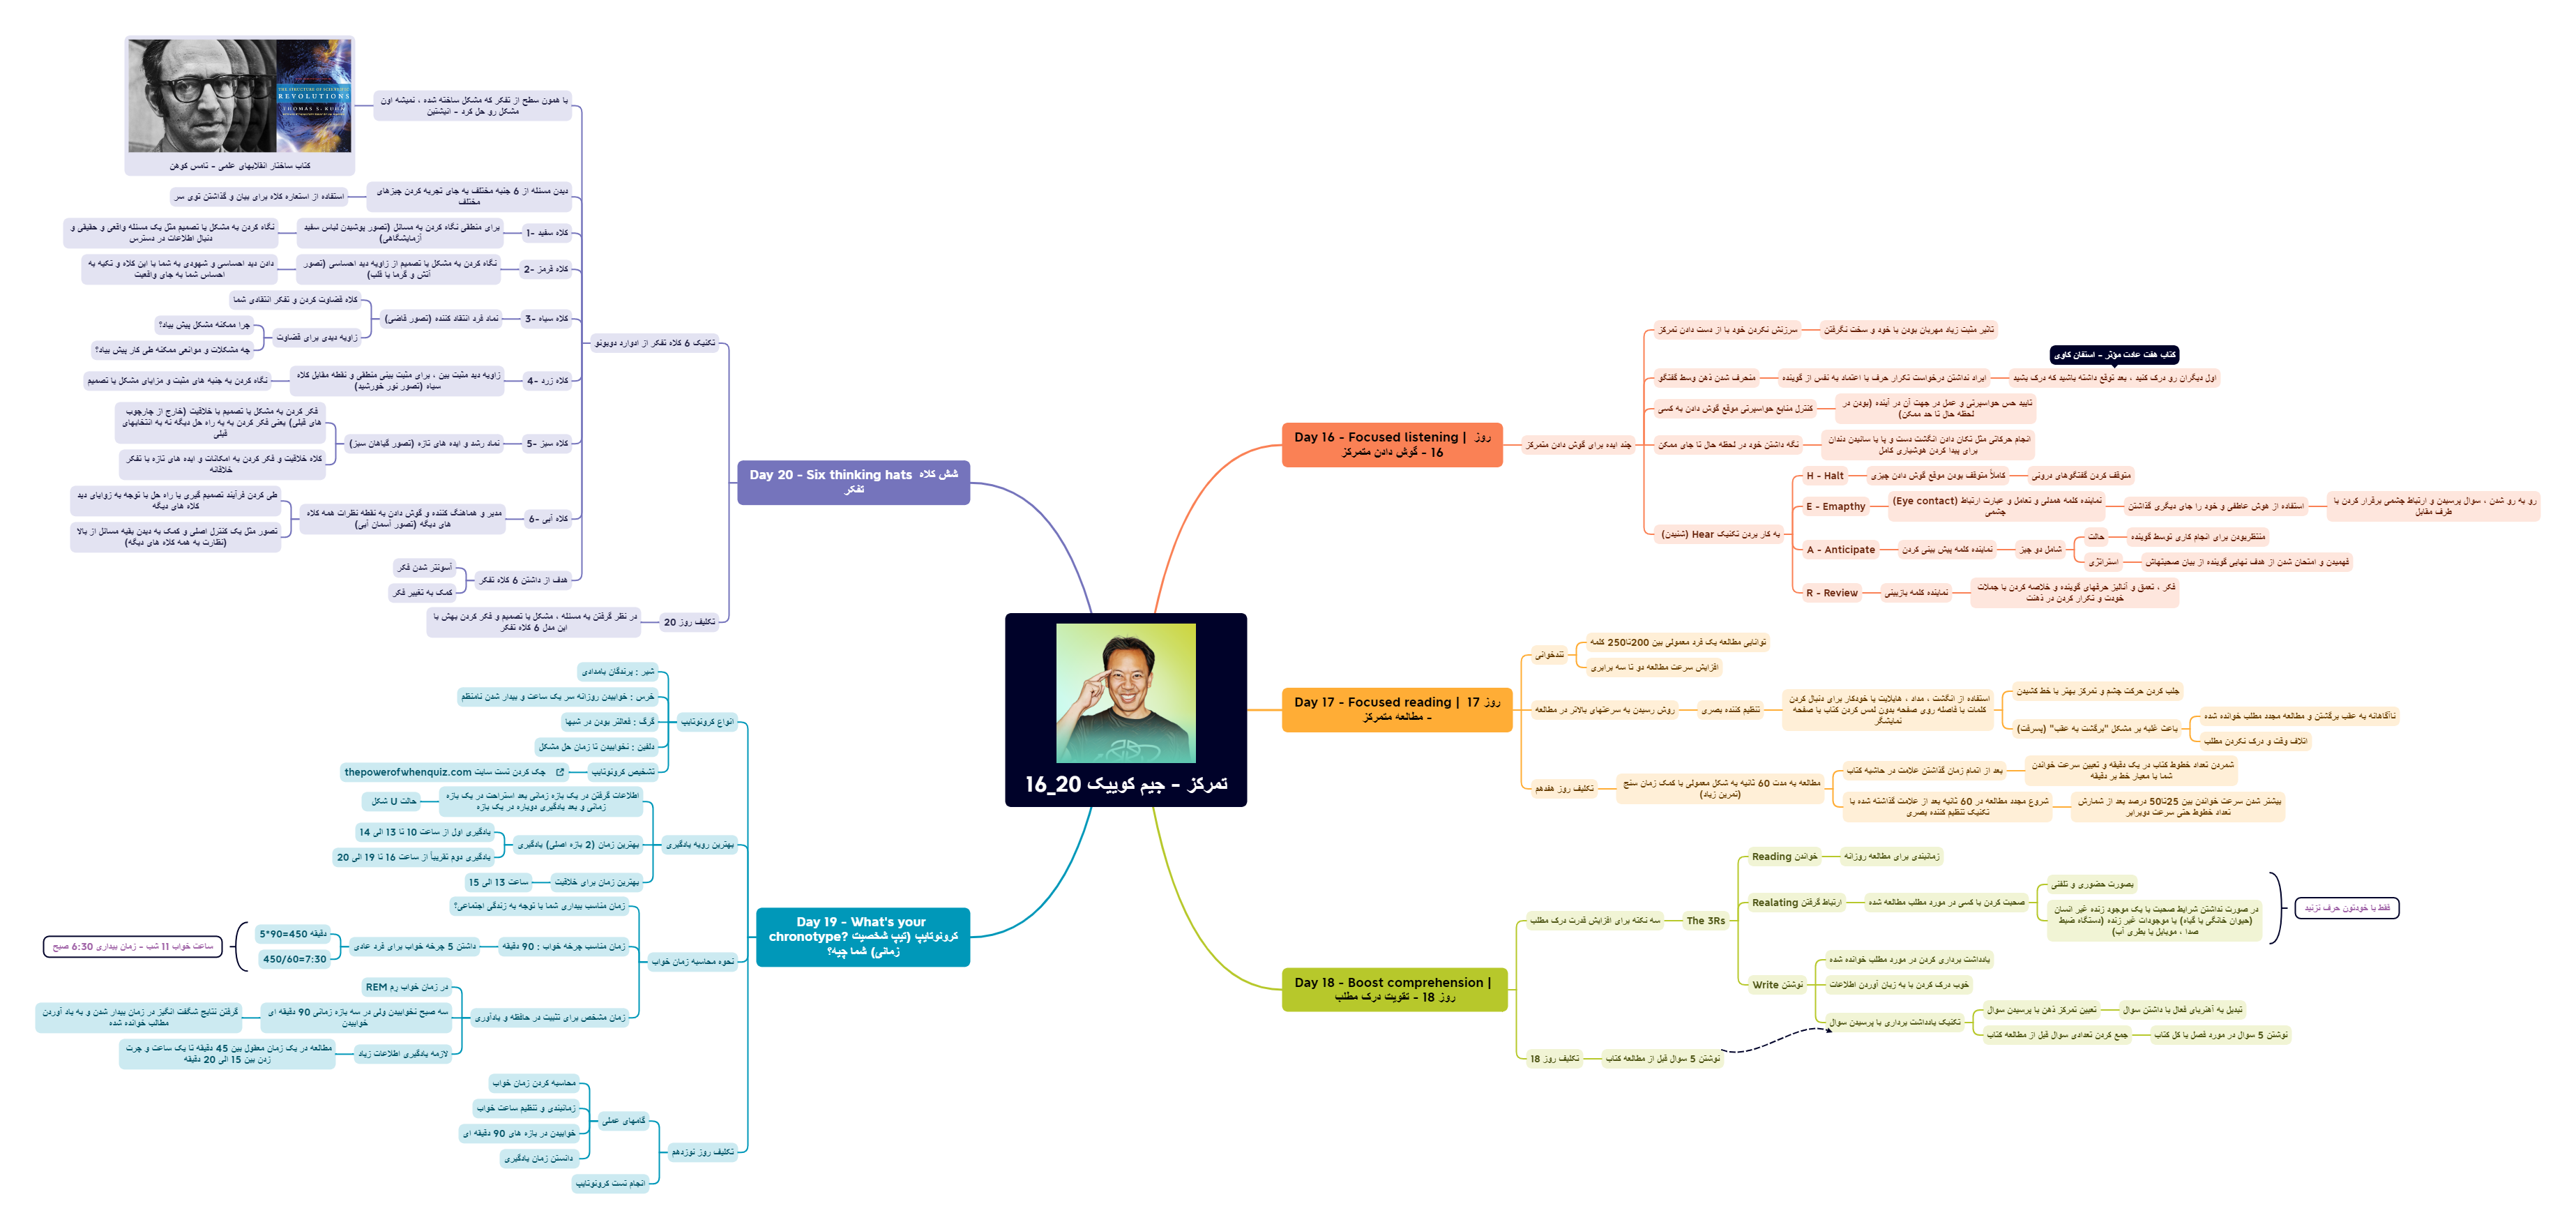 تمرکز - جیم کوییک 20_16
Day 16 - Focused listening | روز
16 - گوش دادن متمرکز
چند ایده برای گوش دادن متمرکز
سرزنش نکردن خود با از دست دادن تمرکز
تاثیر مثبت زیاد مهربان بودن با خود و سخت نگرفتن
منحرف شدن ذهن وسط گفتگو
ایراد نداشتن درخواست تکرار حرف با اعتماد به نفس از گوینده
اول دیگران رو درک کنید ، بعد توقع داشته باشید که درک بشید
کتاب هفت عادت مؤثر - استفان کاوی
کنترل منابع حواسپرتی موقع گوش دادن به کسی
تایید حس حواسپرتی و عمل در جهت آن در آینده (بودن در
لحظه حال تا حد ممکن)
نگه داشتن خود در لحظه حال تا جای ممکن
انجام حرکاتی مثل تکان دادن انگشت دست و پا یا سائیدن دندان
برای پیدا کردن هوشیاری کامل
به کار بردن تکنیک Hear (شنیدن)
H - Halt
کاملاً متوقف بودن موقع گوش دادن چیزی
متوقف کردن گفتگوهای درونی
E - Emapthy
نماینده کلمه همدلی و تعامل و عبارت ارتباط (Eye contact)
چشمی
استفاده از هوش عاطفی و خود را جای دیگری گذاشتن
رو به رو شدن ، سوال پرسیدن و ارتباط چشمی برقرار کردن با
طرف مقابل
A - Anticipate
نماینده کلمه پیش بینی کردن
شامل دو چیز
حالت
منتظربودن برای انجام کاری توسط گوینده
استراتژی
فهمیدن و امتحان شدن از هدف نهایی گوینده از بیان صحبتهاش
R - Review
نماینده کلمه بازبینی
فکر ، تعمق و آنالیز حرفهای گوینده و خلاصه کردن با جملات
خودت و تکرار کردن در ذهنت
Day 17 - Focused reading | روز 17
- مطالعه متمرکز
تندخوانی
توانایی مطالعه یک فرد معمولی بین 200تا250 کلمه
افزایش سرعت مطالعه دو تا سه برابری
روش رسیدن به سرعتهای بالاتر در مطالعه
تنظیم کننده بصری
استفاده از انگشت ، مداد ، هایلایت یا خودکار برای دنبال کردن
کلمات با فاصله روی صفحه بدون لمس کردن کتاب یا صفحه
نمایشگر
جلب کردن حرکت چشم و تمرکز بهتر با خط کشیدن
باعث غلبه بر مشکل "برگشت به عقب" (پسرفت)
ناآگاهانه به عقب برگشتن و مطالعه مجدد مطلب خوانده شده
اتلاف وقت و درک نکردن مطلب
تکلیف روز هفدهم
مطالعه به مدت 60 ثانیه به شکل معمولی با کمک زمان سنج
(تمرین زیاد)
بعد از اتمام زمان گذاشتن علامت در حاشیه کتاب
شمردن تعداد خطوط کتاب در یک دقیقه و تعیین سرعت خواندن
شما با معیار خط بر دقیقه
شروع مجدد مطالعه در 60 ثانیه بعد از علامت گذاشته شده با
تکنیک تنظیم کننده بصری
بیشتر شدن سرعت خواندن بین 25تا50 درصد بعد از شمارش
تعداد خطوط حتی سرعت دوبرابر
Day 18 - Boost comprehension |
روز 18 - تقویت درک مطلب
سه نکته برای افزایش قدرت درک مطلب
The 3Rs
خواندن Reading
زمانبندی برای مطالعه روزانه
ارتباط گرفتن Realating
صحبت کردن با کسی در مورد مطلب مطالعه شده
بصورت حضوری و تلفنی
در صورت نداشتن شرایط صحبت با یک موجود زنده غیر انسان
(حیوان خانگی یا گیاه) یا موجودات غیر زنده (دستگاه ضبط
صدا ، موبایل یا بطری آب)
فقط با خودتون حرف نزنید
نوشتن Write
یادداشت برداری کردن در مورد مطلب خوانده شده
خوب درک کردن با به زبان آوردن اطلاعات
تکنیک یادداشت برداری با پرسیدن سوال
تعیین تمرکز ذهن با پرسیدن سوال
تبدیل به آهنربای فعال با داشتن سوال
جمع کردن تعدادی سوال قبل از مطالعه کتاب
نوشتن 5 سوال در مورد فصل یا کل کتاب
تکلیف روز 18
نوشتن 5 سوال قبل از مطالعه کتاب
Day 19 - What's your
chronotype? کرونوتایپ (تیپ شخصیت
زمانی) شما چیه؟
انواع کرونوتایپ
شیر : پرندگان بامدادی
خرس : خوابیدن روزانه سر یک ساعت و بیدار شدن نامنظم
گرگ : فعالتر بودن در شبها
دلفین : نخوابیدن تا زمان حل مشکل
تشخیص کرونوتایپ
چک کردن تست سایت thepowerofwhenquiz.com
بهترین رویه یادگیری
اطلاعات گرفتن در یک بازه زمانی بعد استراحت در یک بازه
زمانی و بعد یادگیری دوباره در یک بازه
حالت U شکل
بهترین زمان (2 بازه اصلی) یادگیری
یادگیری اول از ساعت 10 تا 13 الی 14
یادگیری دوم تقریباً از ساعت 16 تا 19 الی 20
بهترین زمان برای خلاقیت
ساعت 13 الی 15
نحوه محاسبه زمان خواب
زمان مناسب بیداری شما با توجه به زندگی اجتماعی؟
زمان مناسب چرخه خواب : 90 دقیقه
داشتن 5 چرخه خواب برای فرد عادی
دقیقه 450=90*5
450/60=7:30
ساعت خواب 11 شب - زمان بیداری 6:30 صبح
زمان مشخص برای تثبیت در حافظه و یادآوری
در زمان خواب رِم REM
سه صبح نخوابیدن ولی در سه بازه زمانی 90 دقیقه ای
خوابیدن
گرفتن نتایج شگفت انگیز در زمان بیدار شدن و به یاد آوردن
مطالب خوانده شده
لازمه یادگیری اطلاعات زیاد
مطالعه در یک زمان معطوف بین 45 دقیقه تا یک ساعت و چرت
زدن بین 15 الی 20 دقیقه
تکلیف روز نوزدهم
گامهای عملی
محاسبه کردن زمان خواب
زمانبندی و تنظیم ساعت خواب
خوابیدن در بازه های 90 دقیقه ای
دانستن زمان یادگیری
انجام تست کرونوتایپ
Day 20 - Six thinking hats شش کلاه
تفکر
تکنیک 6 کلاه تفکر از ادوارد دوبونو
با همون سطح از تفکر که مشکل ساخته شده ، نمیشه اون
مشکل رو حل کرد - انیشتین
THE STRUCTURE OF SCIENTIFIC
REVOLUTIONS
THOMAS S. KUHN
کتاب ساختار انقلابهای علمی - تامس کوهن
دیدن مسئله از 6 جنبه مختلف به جای تجربه کردن چیزهای
مختلف
استفاده از استعاره کلاه برای بیان و گذاشتن توی سر
کلاه سفید -1
برای منطقی نگاه کردن به مسائل (تصور پوشیدن لباس سفید
آزمایشگاهی)
نگاه کردن به مشکل یا تصمیم مثل یک مسئله واقعی و حقیقی و
دنبال اطلاعات در دسترس
کلاه قرمز -2
نگاه کردن به مشکل یا تصمیم از زاویه دید احساسی (تصور
آتش و گرما یا قلب)
دادن دید احساسی و شهودی به شما با این کلاه و تکیه به
احساس شما به جای واقعیت
کلاه سیاه -3
نماد فرد انتقاد کننده (تصور قاضی)
کلاه قضاوت کردن و تفکر انتقادی شما
زاویه دیدی برای قضاوت
چرا ممکنه مشکل پیش بیاد؟
چه مشکلات و موانعی ممکنه طی کار پیش بیاد؟
کلاه زرد -4
زاویه دید مثبت بین ، برای مثبت بینی منطقی و نقطه مقابل کلاه
سیاه (تصور نور خورشید)
نگاه کردن به جنبه های مثبت و مزایای مشکل یا تصمیم
کلاه سبز -5
نماد رشد و ایده های تازه (تصور گیاهان سبز)
فکر کردن به مشکل یا تصمیم با خلاقیت (خارج از چارچوب
های قبلی) یعنی فکر کردن به یه راه حل دیگه نه به انتخابهای
قبلی
کلاه خلاقیت و فکر کردن به امکانات و ایده های تازه با تفکر
خلاقانه
کلاه آبی -6
مدیر و هماهنگ کننده و گوش دادن به نقطه نظرات همه کلاه
های دیگه (تصور آسمان آبی)
طی کردن فرآیند تصمیم گیری یا راه حل با توجه به زوایای دید
کلاه های دیگه
تصور مثل یک کنترل اصلی و کمک به دیدن بقیه مسائل از بالا
(نظارت به همه کلاه های دیگه)
هدف از داشتن 6 کلاه تفکر
آسونتر شدن فکر
کمک به تغییر فکر
تکلیف روز 20
در نظر گرفتن یه مسئله ، مشکل یا تصمیم و فکر کردن بهش با
این مدل 6 کلاه تفکر